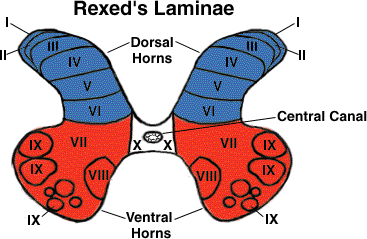 Rexed's Laminae
I
I
II
III
III
II
Dorsal
Horns
IV
IV
V
V
VI
VI
Central Canal
IX
VII
X
X
VII
IX
IX
VIII
VIII
IX
IX
Ventral
Horns
IX